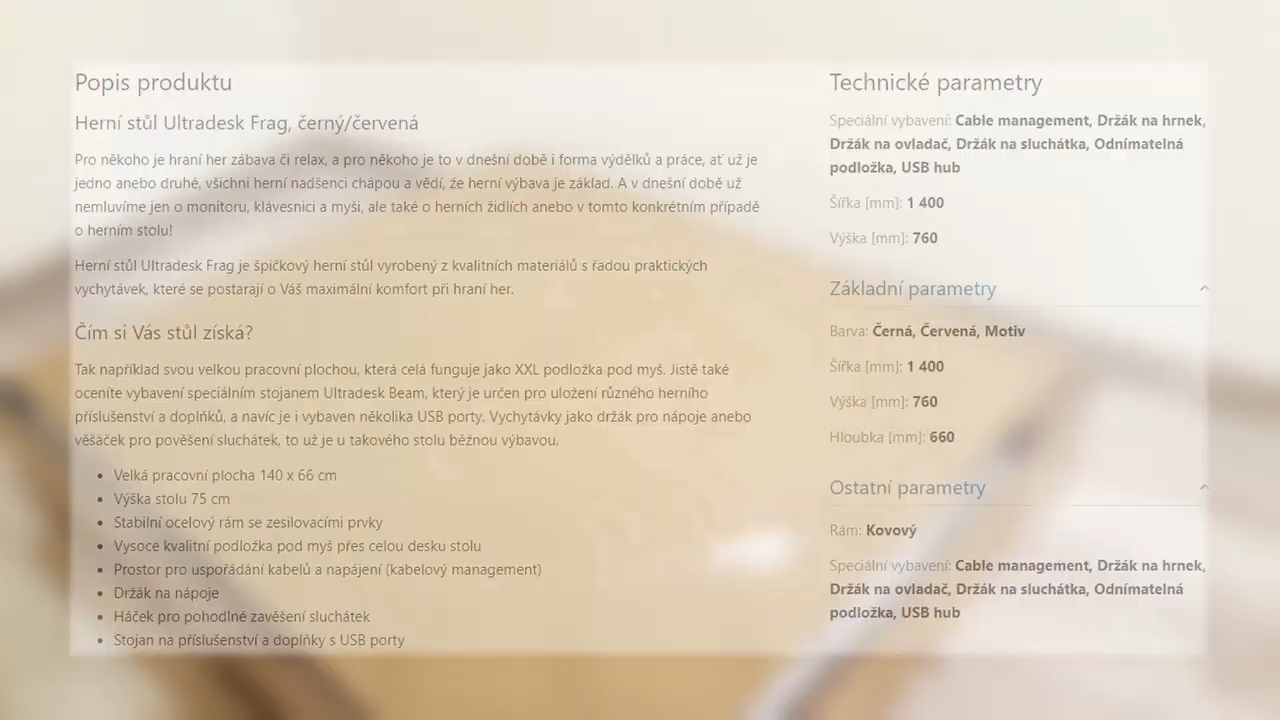 Popis produktu
Herní stůl Ultradesk Frag, černý/červená
Pro někoho je hraní her zábava či relax, a pro někoho je to v dnešní době i forma výdělků a práce, ať už je
jedno anebo druhé, všichni herní nadšenci chápou a vědí, že herní výbava je základ. A v dnešní době už
nemluvíme jen o monitoru, klávesnici a myši, ale také o herních židlích anebo v tomto konkrétním případě
o herním stolu!
Herní stůl Ultradesk Frag je špičkový herní stůl vyrobený z kvalitních materiálů s řadou praktických
vychytávek, které se postarají o Váš maximální komfort při hraní her.
Čím si Vás stůl získá?
Tak například svou velkou pracovní plochou, která celá funguje jako XXL podložka pod myš. Jistě také
oceníte vybavení speciálním stojanem Ultradesk Beam, který je určen pro uložení různého herního
příslušenství a doplňků, a navíc je i vybaven několika USB porty. Vychytávky jako držák pro nápoje anebo
věšáček pro pověšení sluchátek, to už je u takového stolu běžnou výbavou.
• Velká pracovní plocha 140 x 66 cm
• Výška stolu 75 cm
• Stabilní ocelový rám se zesilovacími prvky
• Vysoce kvalitní podložka pod myš přes celou desku stolu
• Prostor pro uspořádání kabelů a napájení (kabelový management)
• Držák na nápoje
• Háček pro pohodlné zavěšení sluchátek
• Stojan na příslušenství a doplňky s USB porty
Technické parametry
Speciální vybavení: Cable management, Držák na hrnek,
Držák na ovladač, Držák na sluchátka, Odnímatelná
podložka, USB hub
Šířka [mm]: 1 400
Výška [mm]: 760
Základní parametry
Barva: Černá, Červená, Motiv
Šířka [mm]: 1 400
Výška [mm]: 760
Hloubka [mm]: 660
Ostatní parametry
Rám: Kovový
Speciální vybavení: Cable management, Držák na hrnek,
Držák na ovladač, Držák na sluchátka, Odnímatelná
podložka, USB hub